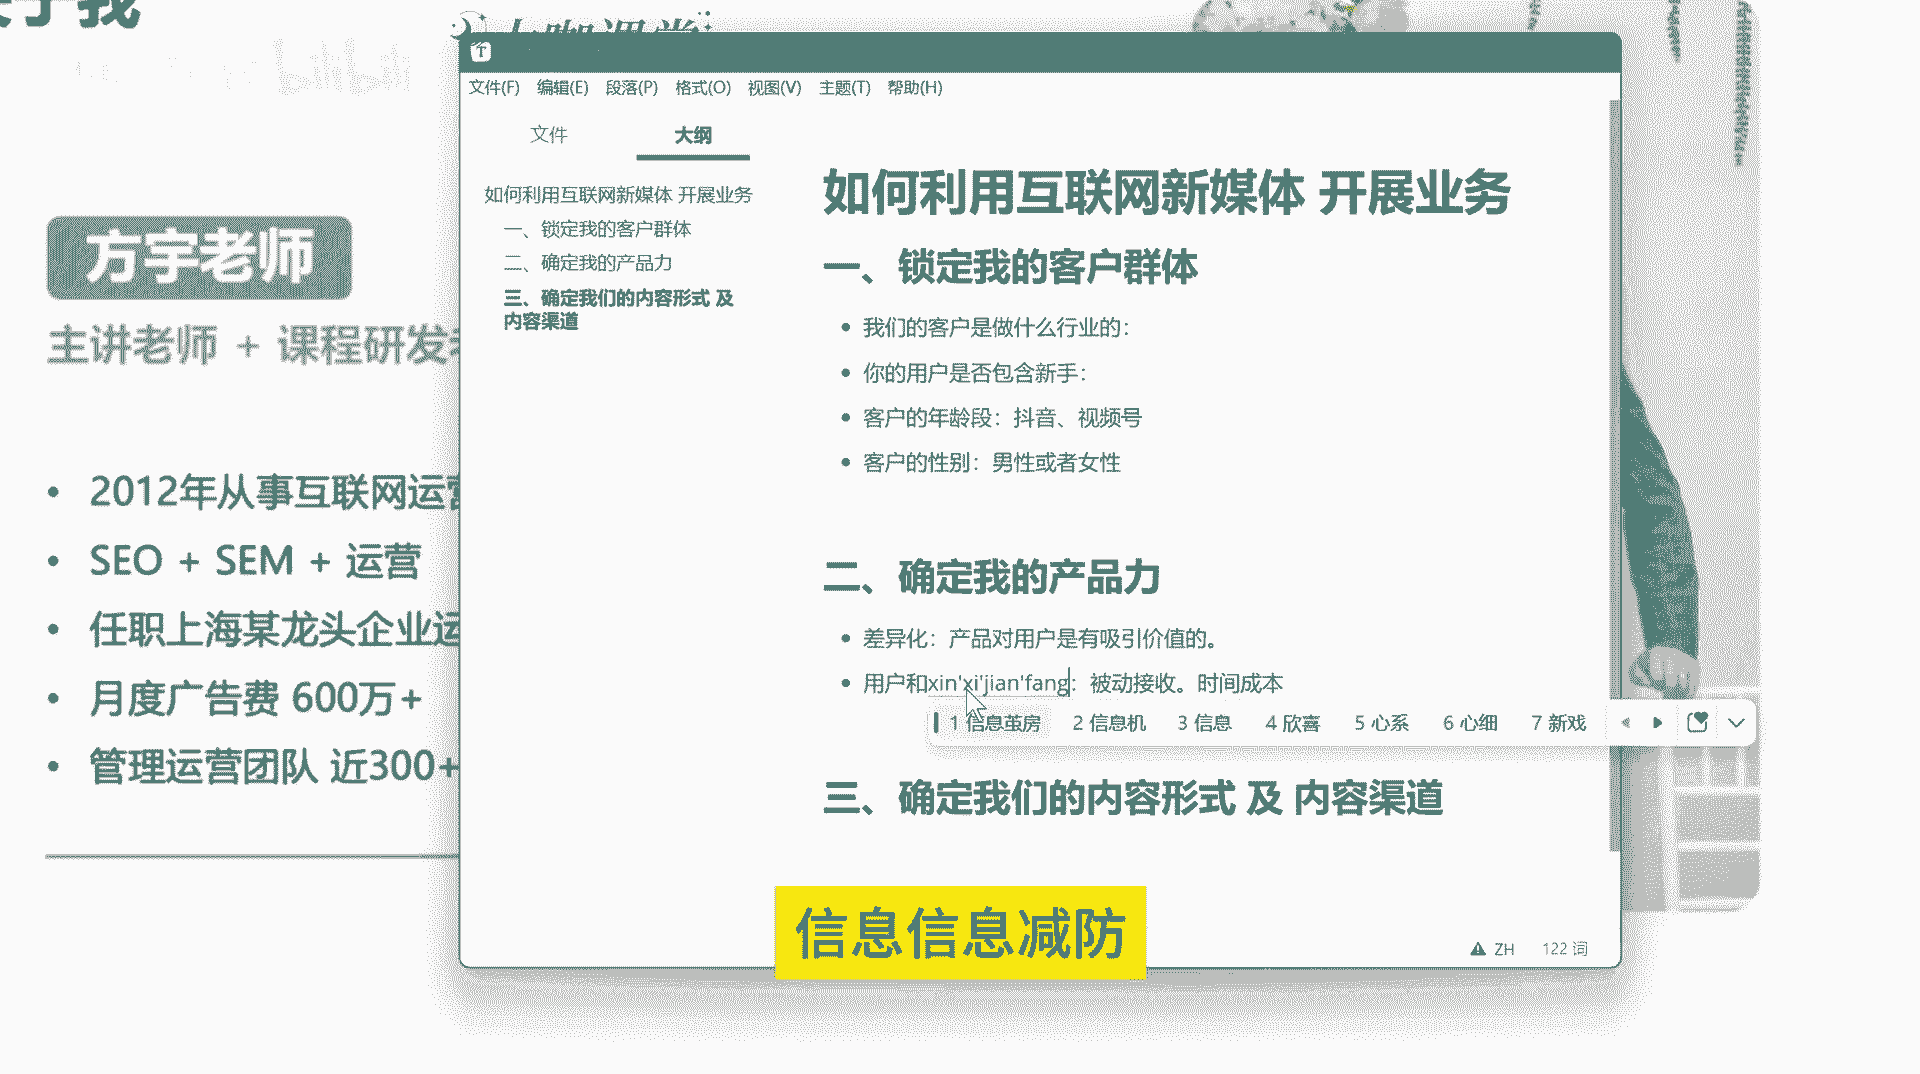 bilibili
T
文件(F) 编辑(E) 段落(P) 格式(O) 视图(V) 主题(T) 帮助(H)
文件 大纲
如何利用互联网新媒体 开展业务
一、锁定我的客户群体
二、确定我的产品力
三、确定我们的内容形式 及
内容渠道
如何利用互联网新媒体 开展业务
一、锁定我的客户群体
我们的客户是做什么行业的：
你的用户是否包含新手：
客户的年龄段：抖音、视频号
客户的性别：男性或者女性
二、确定我的产品力
差异化：产品对用户是有吸引价值的。
用户和xin'xi'jian'fang：被动接收。时间成本
1 信息茧房 2 信息机 3 信息 4 欣喜 5 心系 6 心细 7 新戏
三、确定我们的内容形式 及 内容渠道
ZH 122 词
方宇老师
主讲老师 + 课程研发
• 2012年从事互联网运营
• SEO + SEM + 运营
• 任职上海某龙头企业运
• 月度广告费 600万+
• 管理运营团队 近300+
信息信息减防